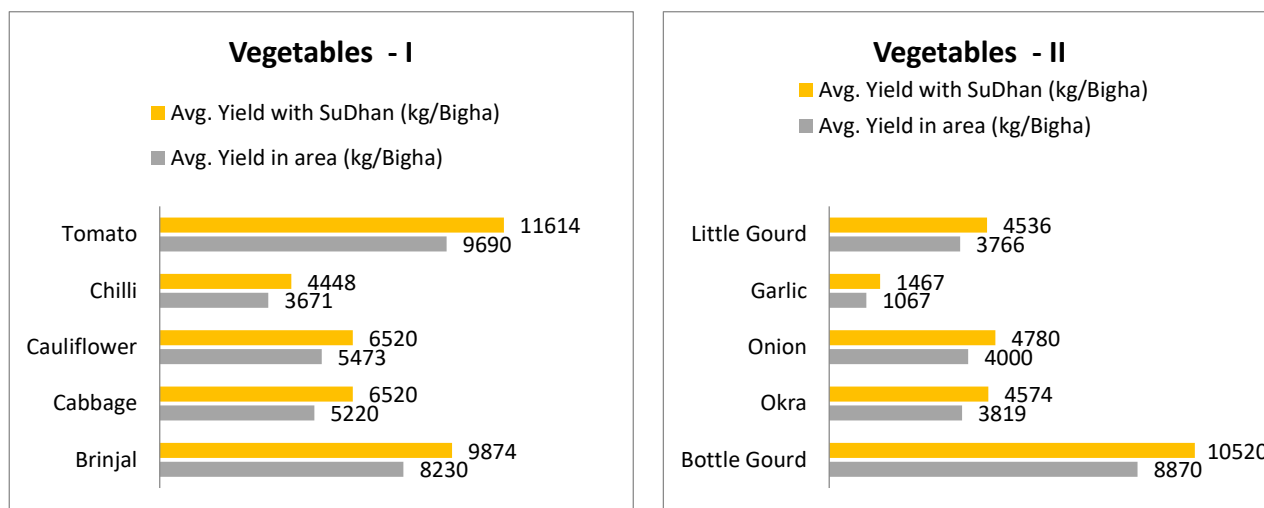 Vegetables - I
Avg. Yield with SuDhan (kg/Bigha)
Avg. Yield in area (kg/Bigha)
Tomato
11614
9690
Chilli
4448
3671
Cauliflower
6520
5473
Cabbage
6520
5220
Brinjal
9874
8230
Vegetables - II
Avg. Yield with SuDhan (kg/Bigha)
Avg. Yield in area (kg/Bigha)
Little Gourd
4536
3766
Garlic
1467
1067
Onion
4780
4000
Okra
4574
3819
Bottle Gourd
10520
8870